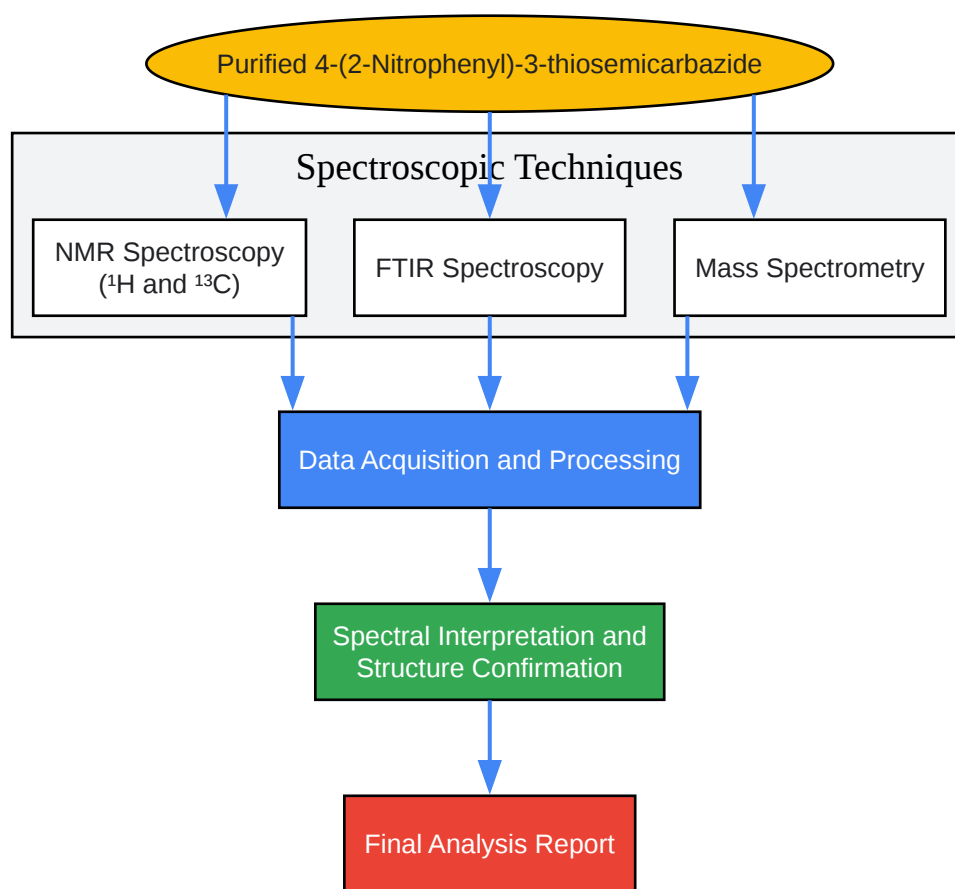 Purified 4-(2-Nitrophenyl)-3-thiosemicarbazide
Spectroscopic Techniques
NMR Spectroscopy
(¹H and ¹³C)
FTIR Spectroscopy
Mass Spectrometry
Data Acquisition and Processing
Spectral Interpretation and
Structure Confirmation
Final Analysis Report